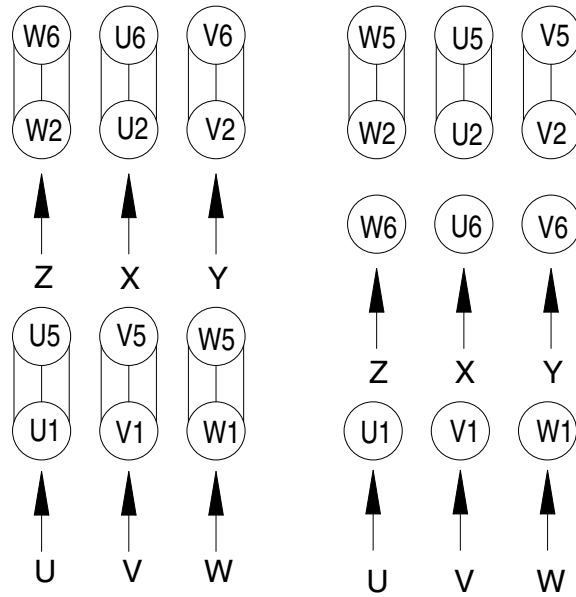 W6 U6 V6 W5 U5 V5
W2 U2 V2 W2 U2 V2
W6 U6 V6
Z X Y
U5 V5 W5
Z X Y
U1 V1 W1 U1 V1 W1
U V W U V W